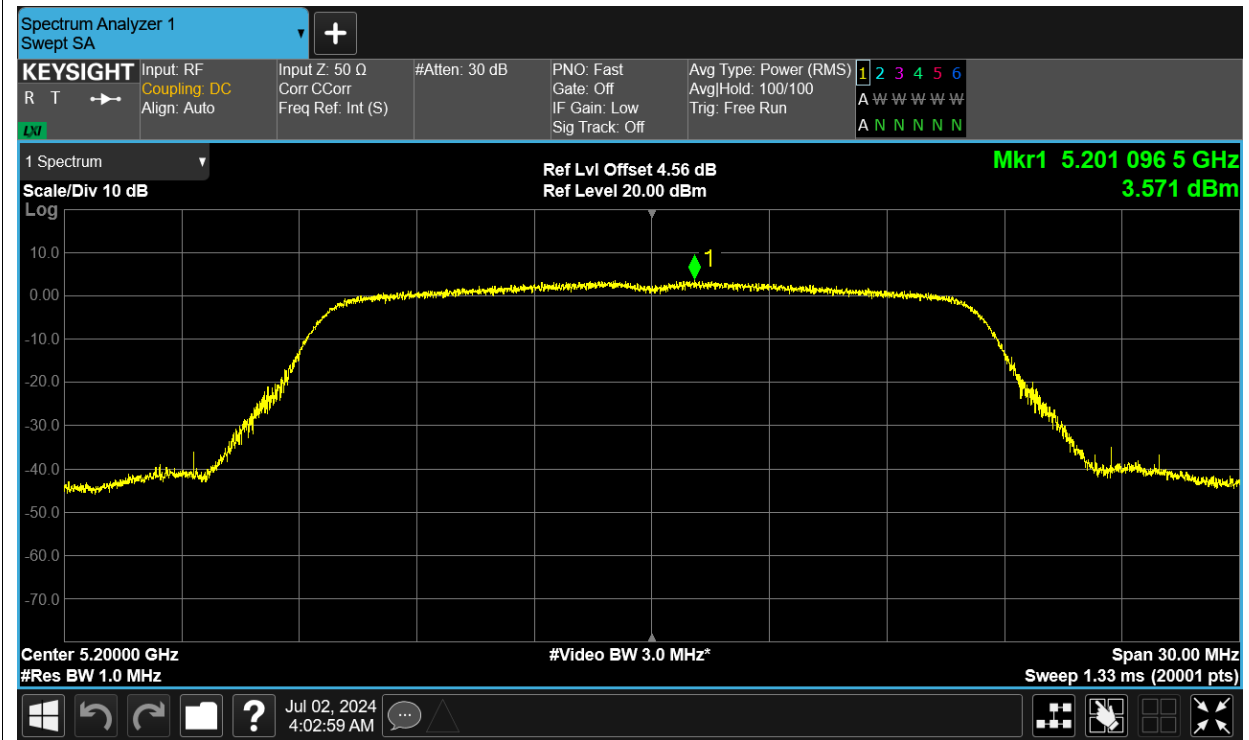 Spectrum Analyzer 1
Swept SA
KEYSIGHT
R T
LXI
Input: RF
Coupling: DC
Align: Auto
Input Z: 50 Ω
Corr CCorr
Freq Ref: Int (S)
#Atten: 30 dB
PNO: Fast
Gate: Off
IF Gain: Low
Sig Track: Off
Avg Type: Power (RMS)
Avg|Hold: 100/100
Trig: Free Run
1 2 3 4 5 6
A W W W W W
A N N N N N
1 Spectrum
Scale/Div 10 dB
Log
Ref Lvl Offset 4.56 dB
Ref Level 20.00 dBm
Mkr1 5.201 096 5 GHz
3.571 dBm
1
10.0
0.00
-10.0
-20.0
-30.0
-40.0
-50.0
-60.0
-70.0
Center 5.20000 GHz
#Res BW 1.0 MHz
#Video BW 3.0 MHz*
Span 30.00 MHz
Sweep 1.33 ms (20001 pts)
?
Jul 02, 2024
4:02:59 AM